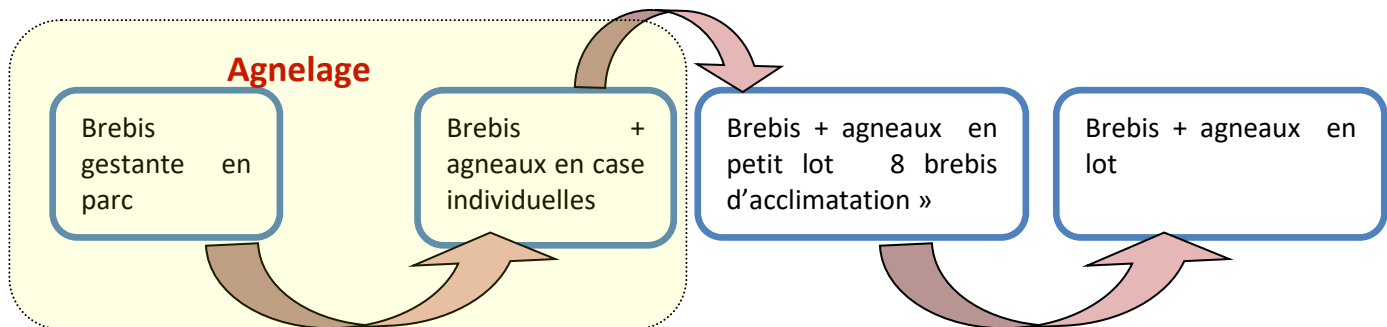 Agnelage
Brebis
gestante en
parc
Brebis +
agneaux en case
individuelles
Brebis + agneaux en
petit lot 8 brebis
d’acclimatation »
Brebis + agneaux en
lot